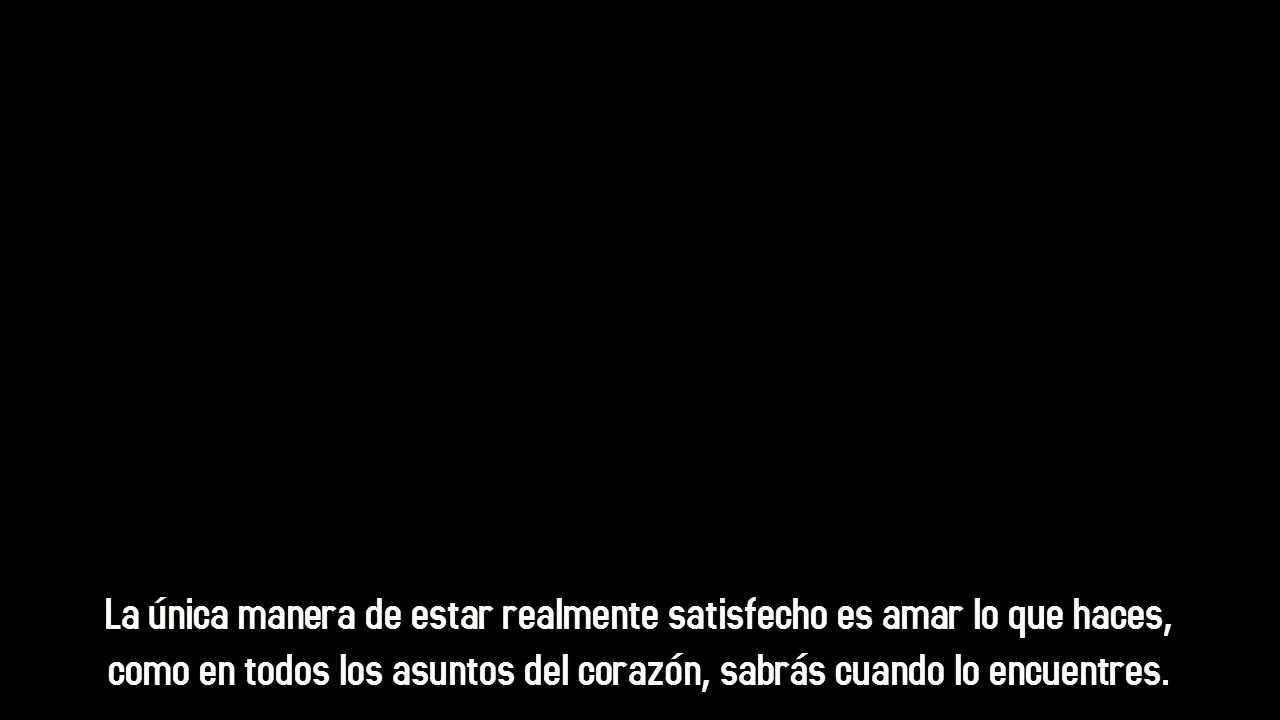 La única manera de estar realmente satisfecho es amar lo que haces,
como en todos los asuntos del corazón, sabrás cuando lo encuentres.